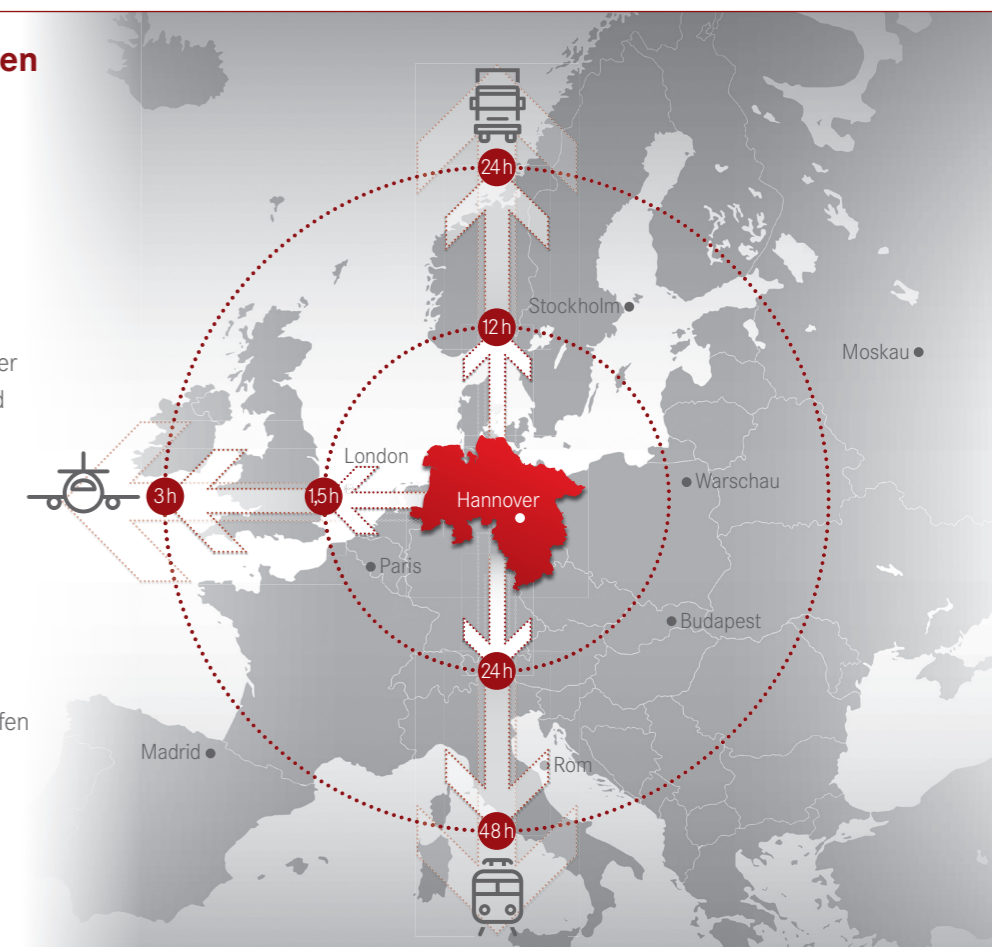 en
24 h
12 h
Stockholm
Moskau
er
d
London
3 h
1,5 h
Hannover
Warschau
Paris
Budapest
24 h
fen
Madrid
Rom
48 h